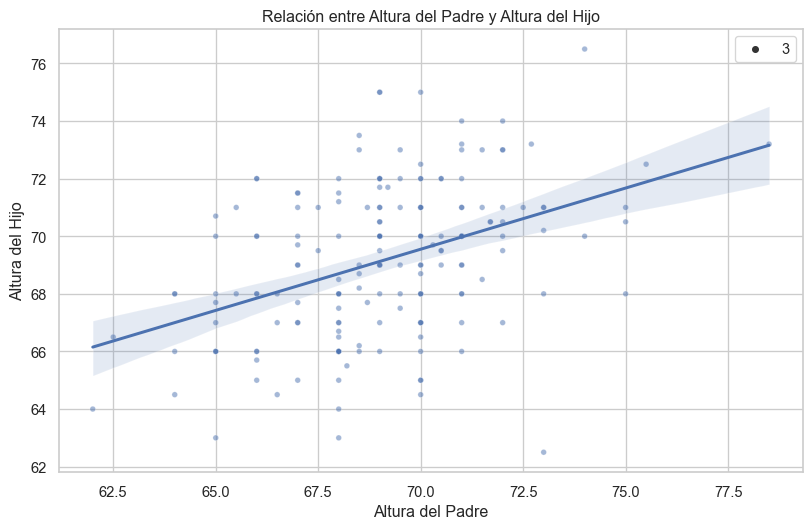 Relación entre Altura del Padre y Altura del Hijo
3
76
74
72
70
68
66
64
62
Altura del Hijo
62.5 65.0 67.5 70.0 72.5 75.0 77.5
Altura del Padre